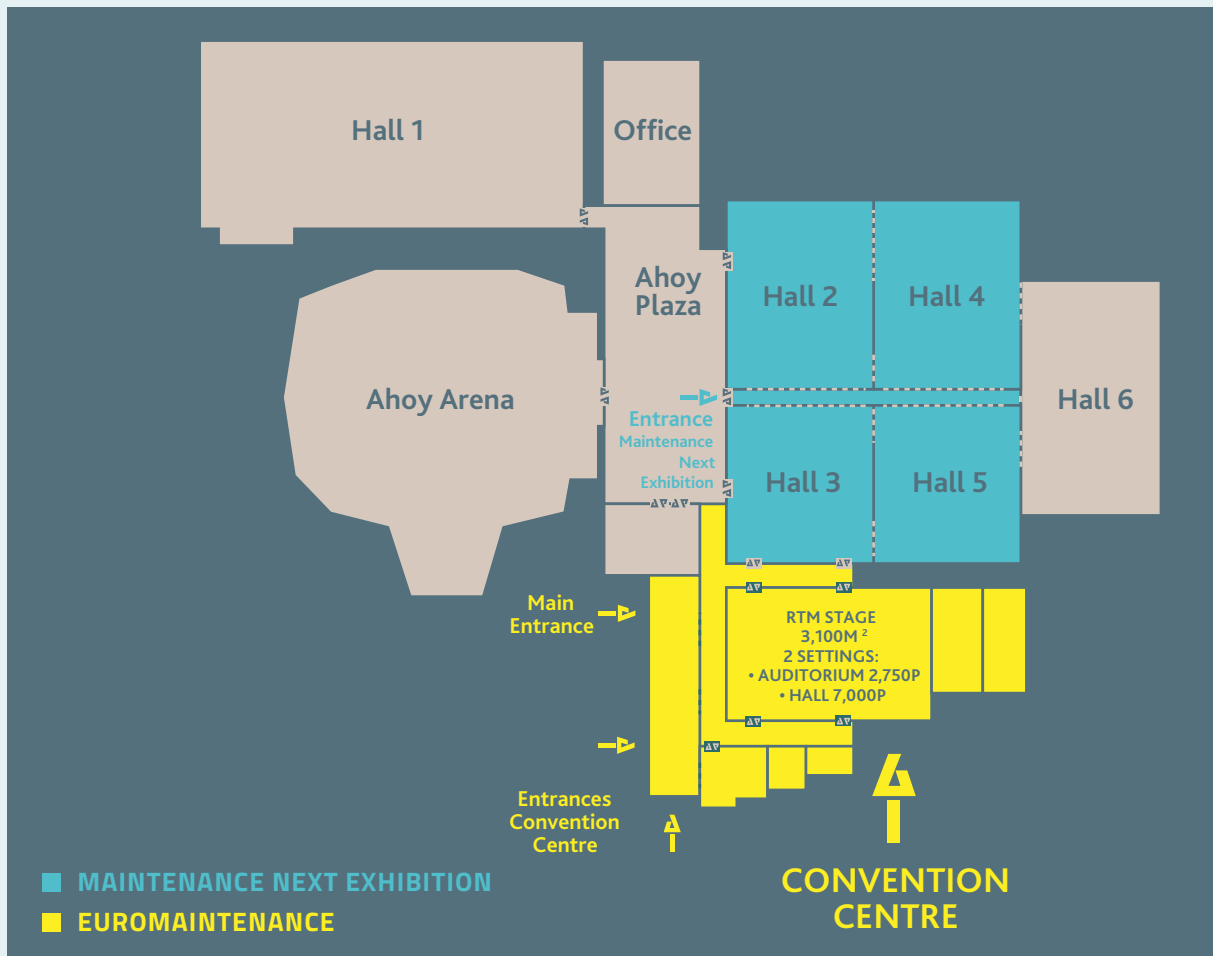 Hall 1
Office
Ahoy
Plaza
Hall 2
Hall 4
Ahoy Arena
Hall 6
Entrance
Maintenance
Next
Exhibition
Hall 3
Hall 5
Main
Entrance
RTM STAGE
3,100M ²
2 SETTINGS:
• AUDITORIUM 2,750P
• HALL 7,000P
Entrances
Convention
Centre
CONVENTION
CENTRE
MAINTENANCE NEXT EXHIBITION
EUROMAINTENANCE